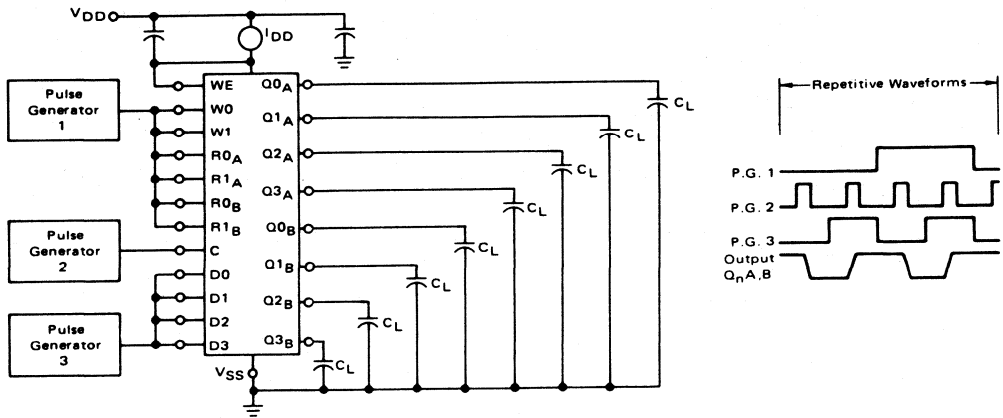 VDD
IDD
Pulse
Generator
1
Pulse
Generator
2
Pulse
Generator
3
WE
W0
W1
R0A
R1A
R0B
R1B
C
D0
D1
D2
D3
Q0A
Q1A
Q2A
Q3A
Q0B
Q1B
Q2B
Q3B
VSS
CL
CL
CL
CL
CL
CL
CL
CL
Repetitive Waveforms
P.G. 1
P.G. 2
P.G. 3
Output
QnA,B